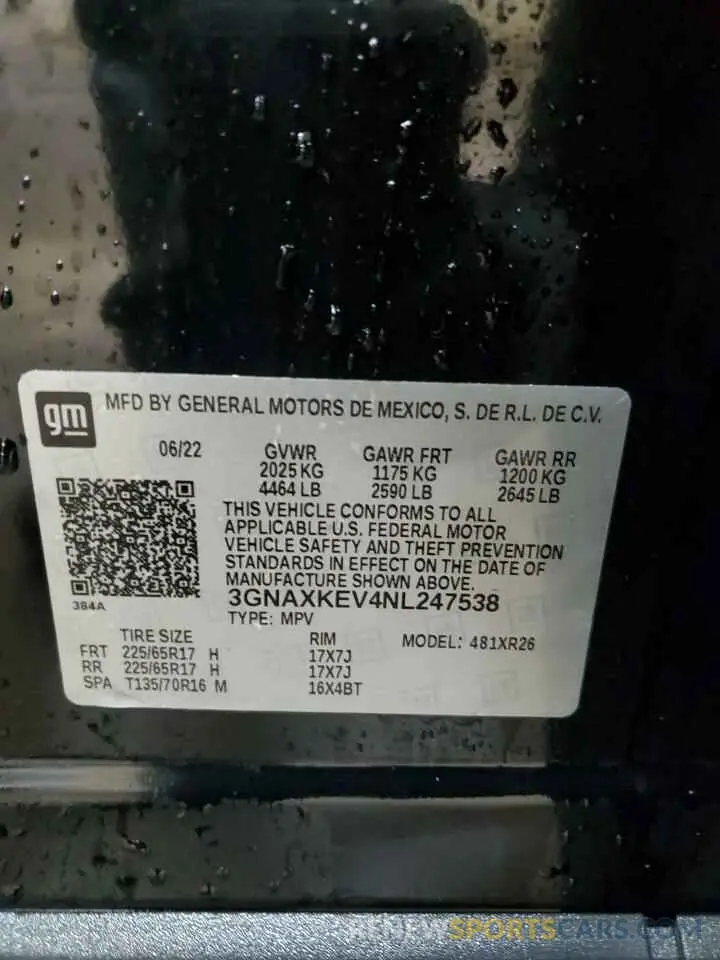 gm
MFD BY GENERAL MOTORS DE MEXICO, S. DE R.L. DE C.V.
06/22 GVWR GAWR FRT GAWR RR
2025 KG 1175 KG 1200 KG
4464 LB 2590 LB 2645 LB
THIS VEHICLE CONFORMS TO ALL
APPLICABLE U.S. FEDERAL MOTOR
VEHICLE SAFETY AND THEFT PREVENTION
STANDARDS IN EFFECT ON THE DATE OF
MANUFACTURE SHOWN ABOVE.
384A
3GNAXKEV4NL247538
TYPE: MPV
TIRE SIZE RIM MODEL: 481XR26
FRT 225/65R17 H 17X7J
RR 225/65R17 H 17X7J
SPA T135/70R16 M 16X4BT
RENEWSPORTSCARS.COM